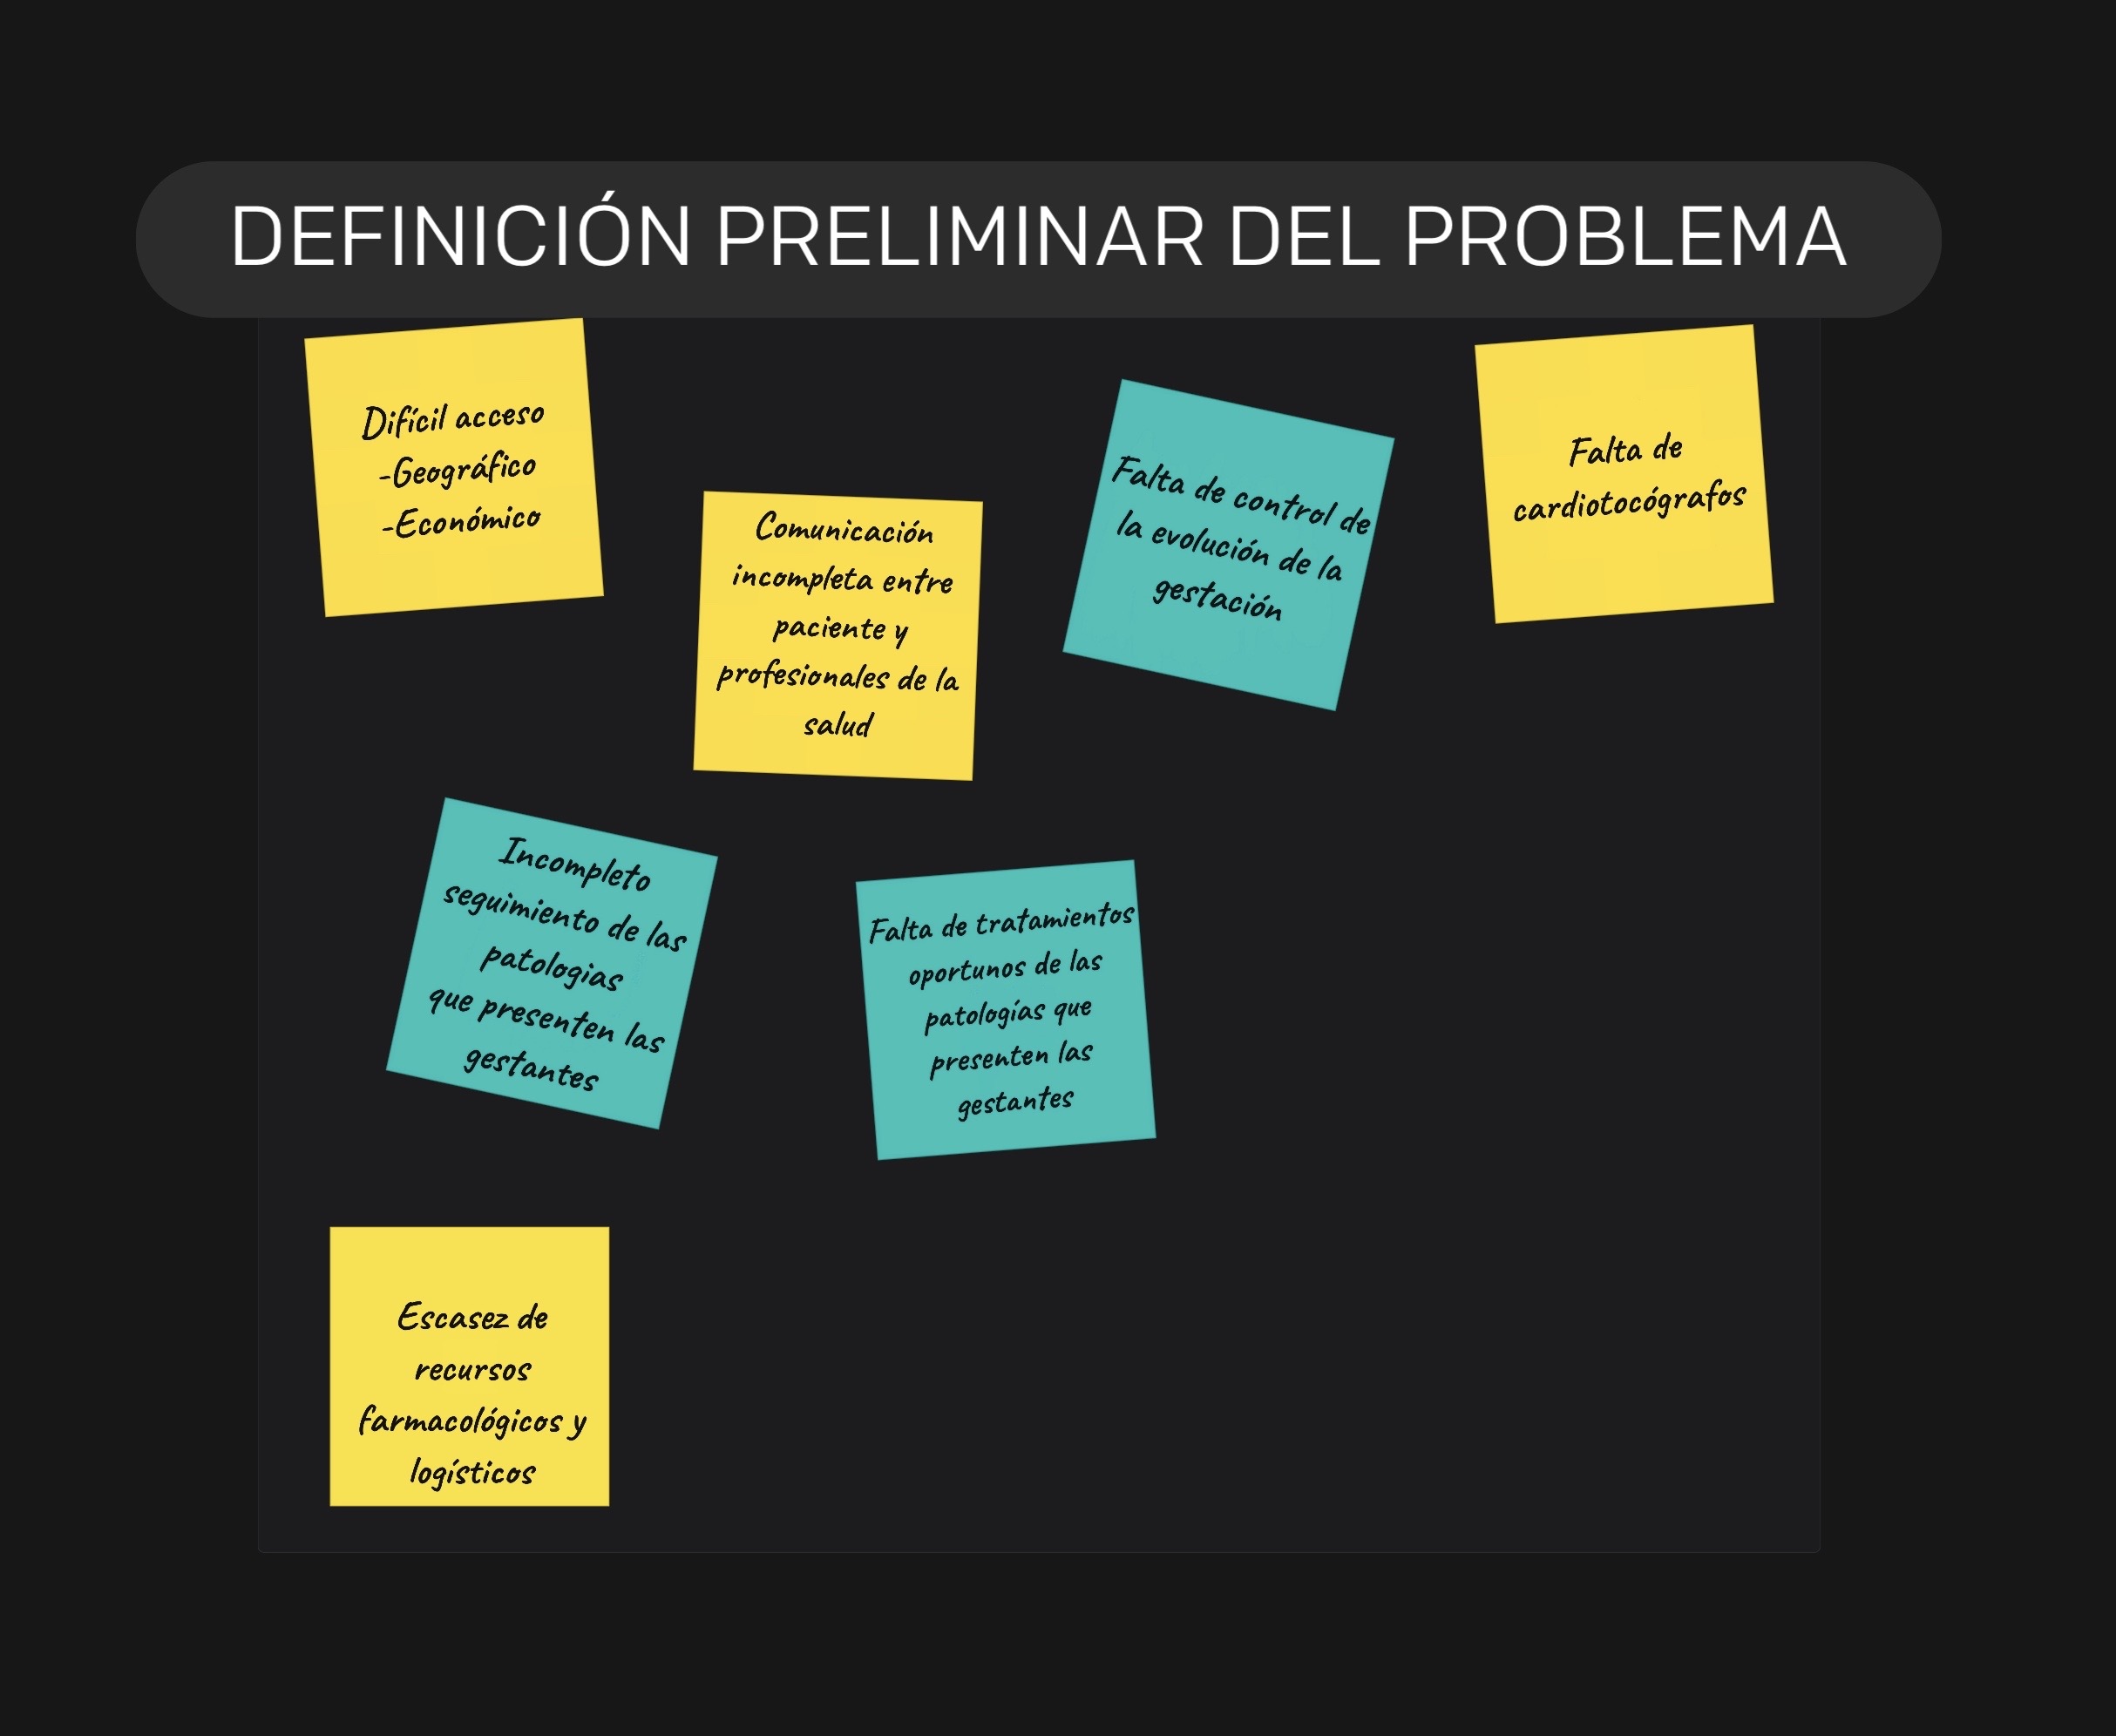 DEFINICIÓN PRELIMINAR DEL PROBLEMA
Difícil acceso
-Geográfico
-Económico
Comunicación
incompleta entre
paciente y
profesionales de la
salud
Falta de control de
la evolución de la
gestación
Falta de
cardiotocógrafos
Incompleto
seguimiento de las
patologias
que presenten las
gestantes
Falta de tratamientos
oportunos de las
patologías que
presenten las
gestantes
Escasez de
recursos
farmacológicos y
logísticos